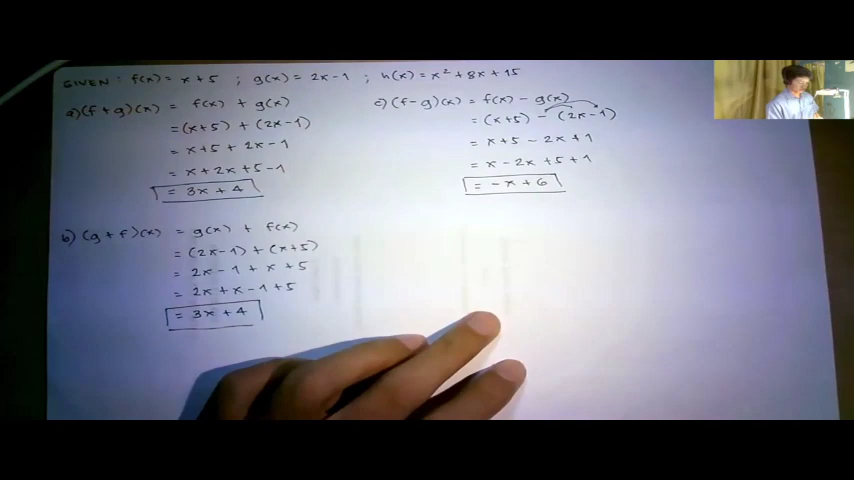 GIVEN: f(x) = x+5 ; g(x) = 2x-1 ; h(x) = x² + 8x + 15
a) (f+g)(x) = f(x) + g(x)
= (x+5) + (2x-1)
= x+5 + 2x-1
= x+2x+5-1
= 3x+4
b) (g+f)(x) = g(x) + f(x)
= (2x-1) + (x+5)
= 2x-1 + x+5
= 2x+x-1+5
= 3x+4
c) (f-g)(x) = f(x) - g(x)
= (x+5) - (2x-1)
= x+5 - 2x+1
= x-2x+5+1
= -x+6